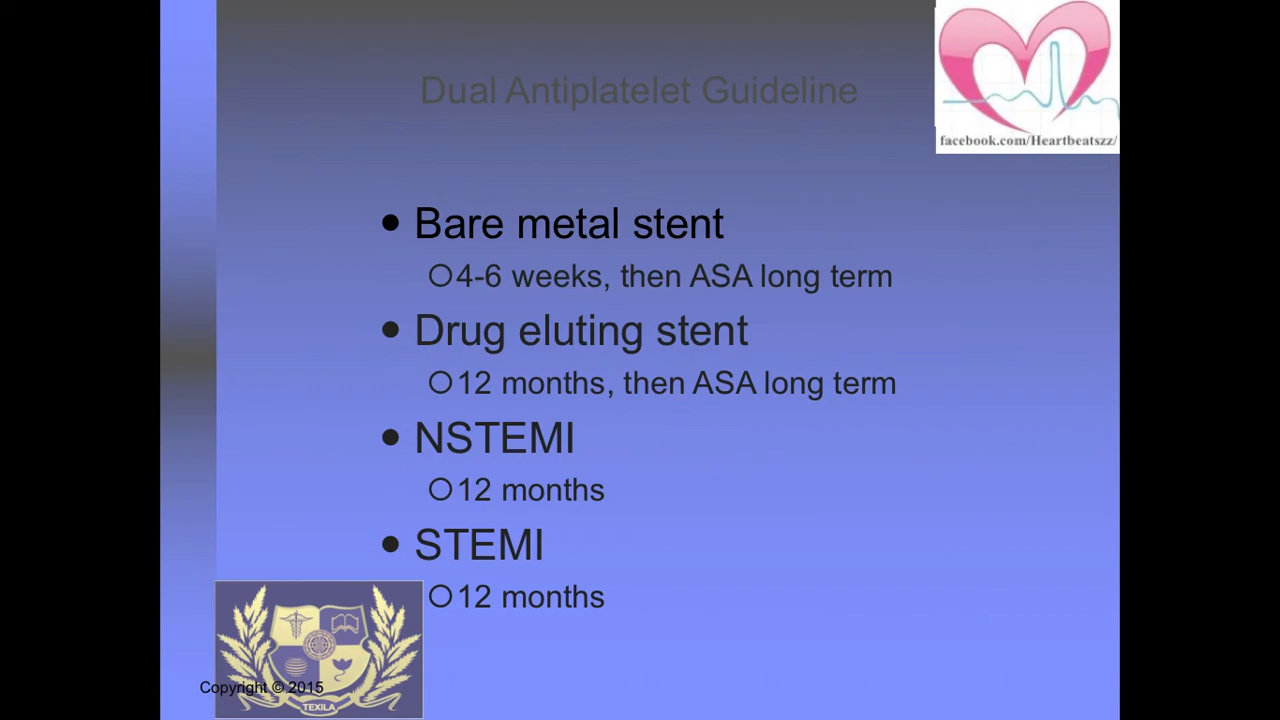 Dual Antiplatelet Guideline
facebook.com/Heartbeatszz/
• Bare metal stent
○4-6 weeks, then ASA long term
• Drug eluting stent
○12 months, then ASA long term
• NSTEMI
○12 months
• STEMI
○12 months
Copyright © 2015
TEXILA